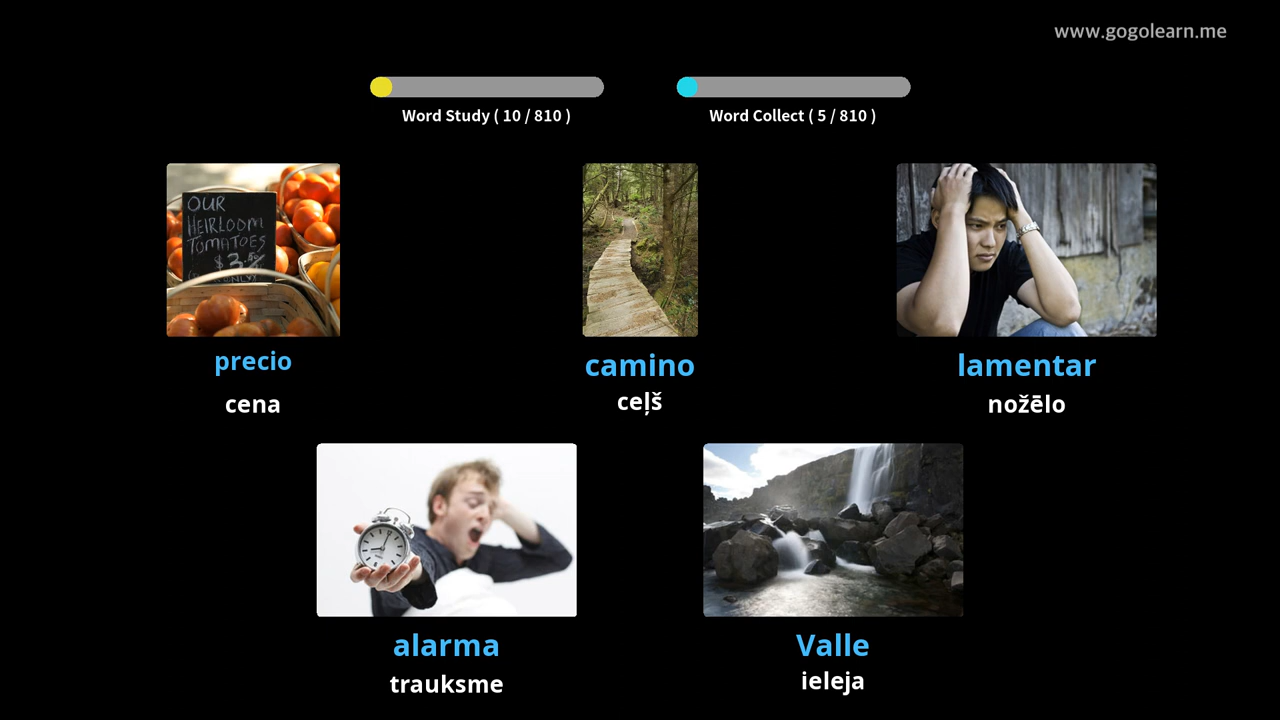 www.gogolearn.me
Word Study ( 10 / 810 )
Word Collect ( 5 / 810 )
OUR
HEIRLOOM
TOMATOES
precio
camino
lamentar
cena
ceļš
nožēlo
alarma
Valle
trauksme
ieleja